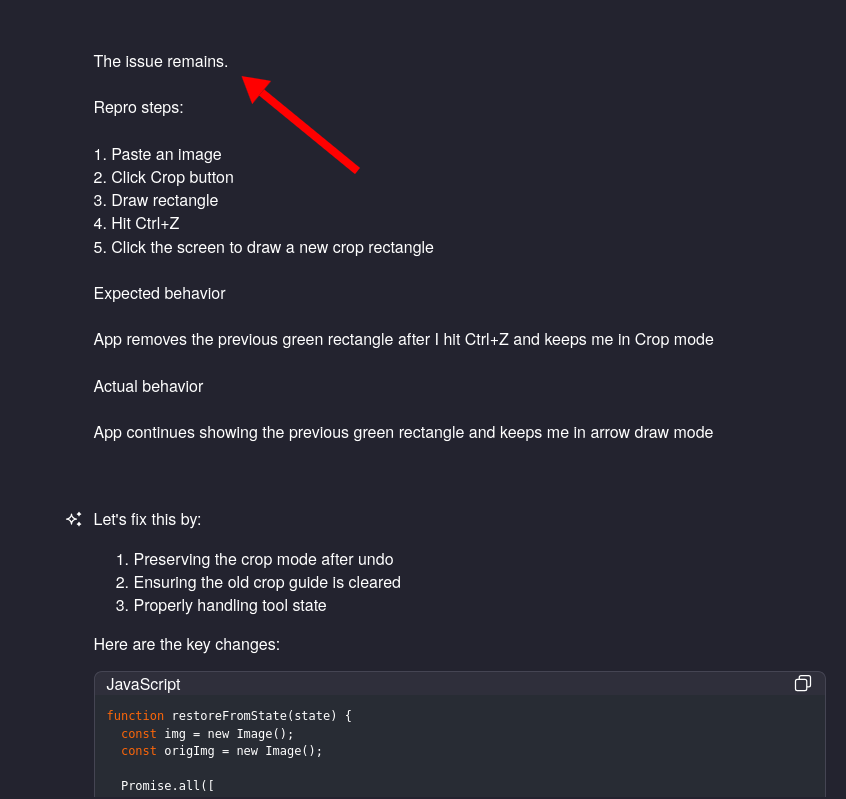 The issue remains.
Repro steps:
1. Paste an image
2. Click Crop button
3. Draw rectangle
4. Hit Ctrl+Z
5. Click the screen to draw a new crop rectangle
Expected behavior
App removes the previous green rectangle after I hit Ctrl+Z and keeps me in Crop mode
Actual behavior
App continues showing the previous green rectangle and keeps me in arrow draw mode
Let's fix this by:
1. Preserving the crop mode after undo
2. Ensuring the old crop guide is cleared
3. Properly handling tool state
Here are the key changes:
JavaScript
function restoreFromState(state) {
const img = new Image();
const origImg = new Image();
Promise.all([